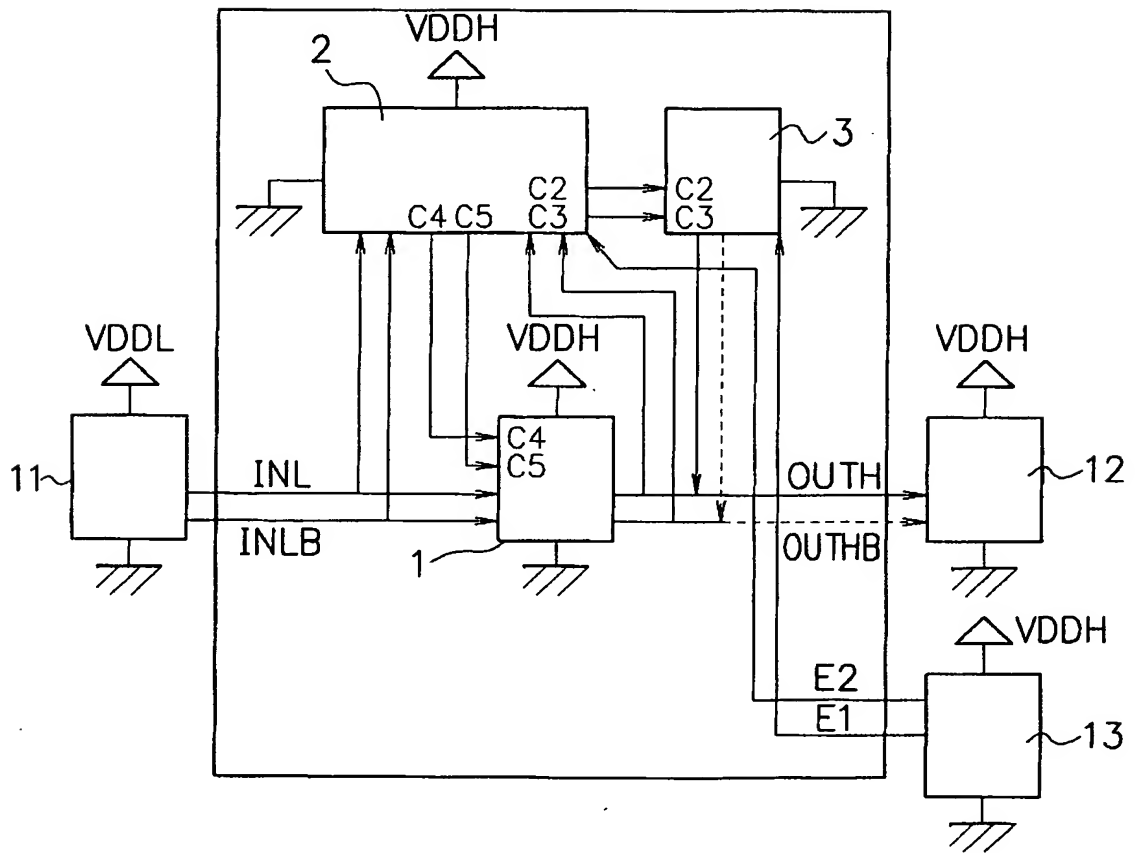 VDDH
2
3
C2
C2
C4 C5
C3
C3
VDDL
VDDH
VDDH
C4
C5
11
INL
OUTH
12
INLB
1
OUTHB
VDDH
E2
E1
13